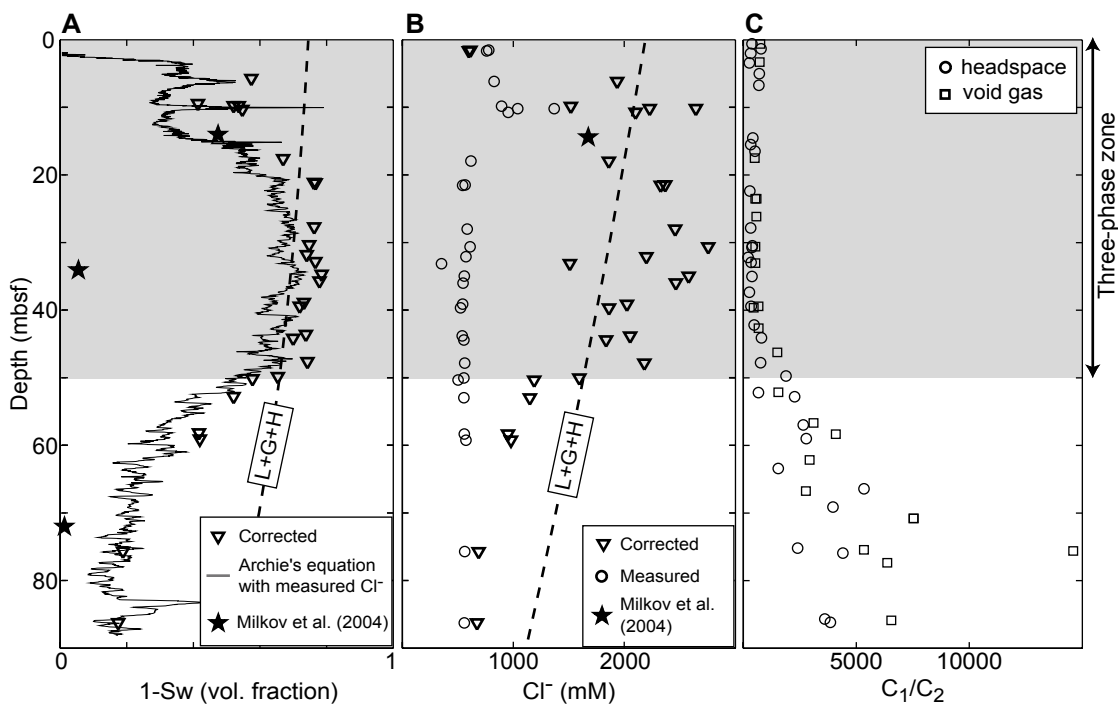 A
B
C
0
20
40
60
80
Depth (mbsf)
L+G+H
Corrected
Archie's equation
with measured Cl⁻
Milkov et al. (2004)
0
1
1-Sw (vol. fraction)
L+G+H
Corrected
Measured
Milkov et al.
(2004)
1000
2000
Cl⁻ (mM)
headspace
void gas
5000
10000
C₁/C₂
Three-phase zone